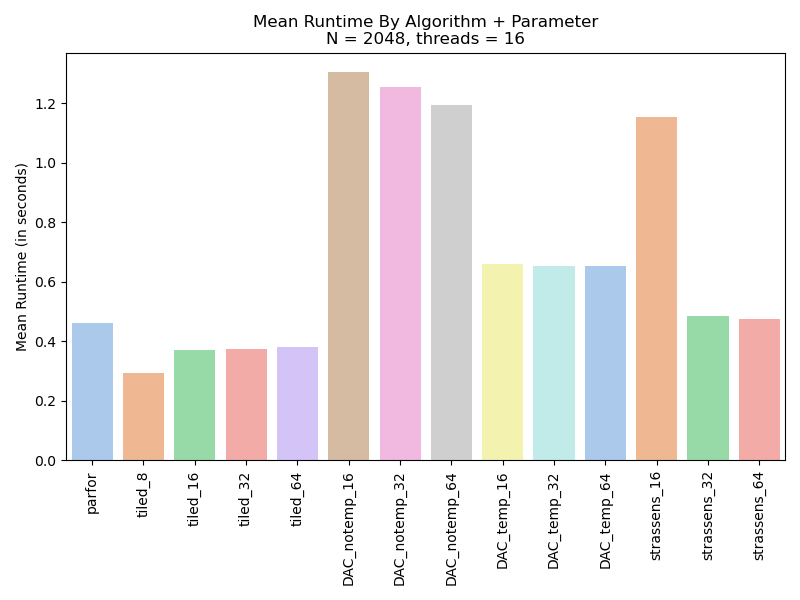 Mean Runtime By Algorithm + Parameter
N = 2048, threads = 16
Mean Runtime (in seconds)
1.2
1.0
0.8
0.6
0.4
0.2
0.0
parfor
tiled_8
tiled_16
tiled_32
tiled_64
DAC_notemp_16
DAC_notemp_32
DAC_notemp_64
DAC_temp_16
DAC_temp_32
DAC_temp_64
strassens_16
strassens_32
strassens_64